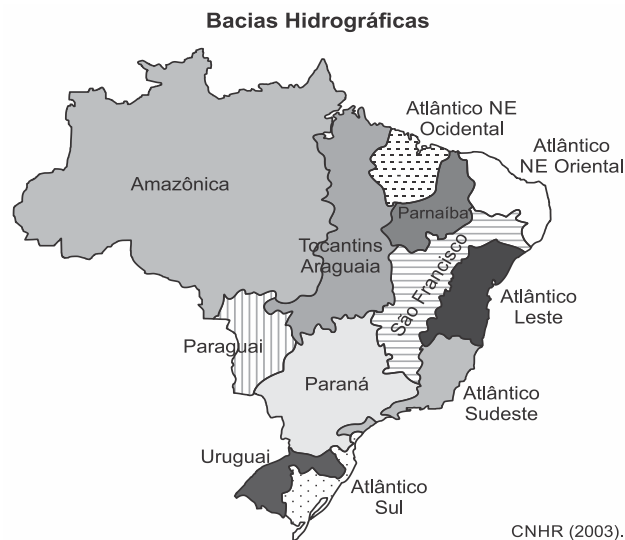 Bacias Hidrográficas
Atlântico NE
Ocidental
Atlântico
NE Oriental
Amazônica
Parnaíba
Tocantins
Araguaia
São Francisco
Atlântico
Leste
Paraguai
Paraná
Atlântico
Sudeste
Uruguai
Atlântico
Sul
CNHR (2003).